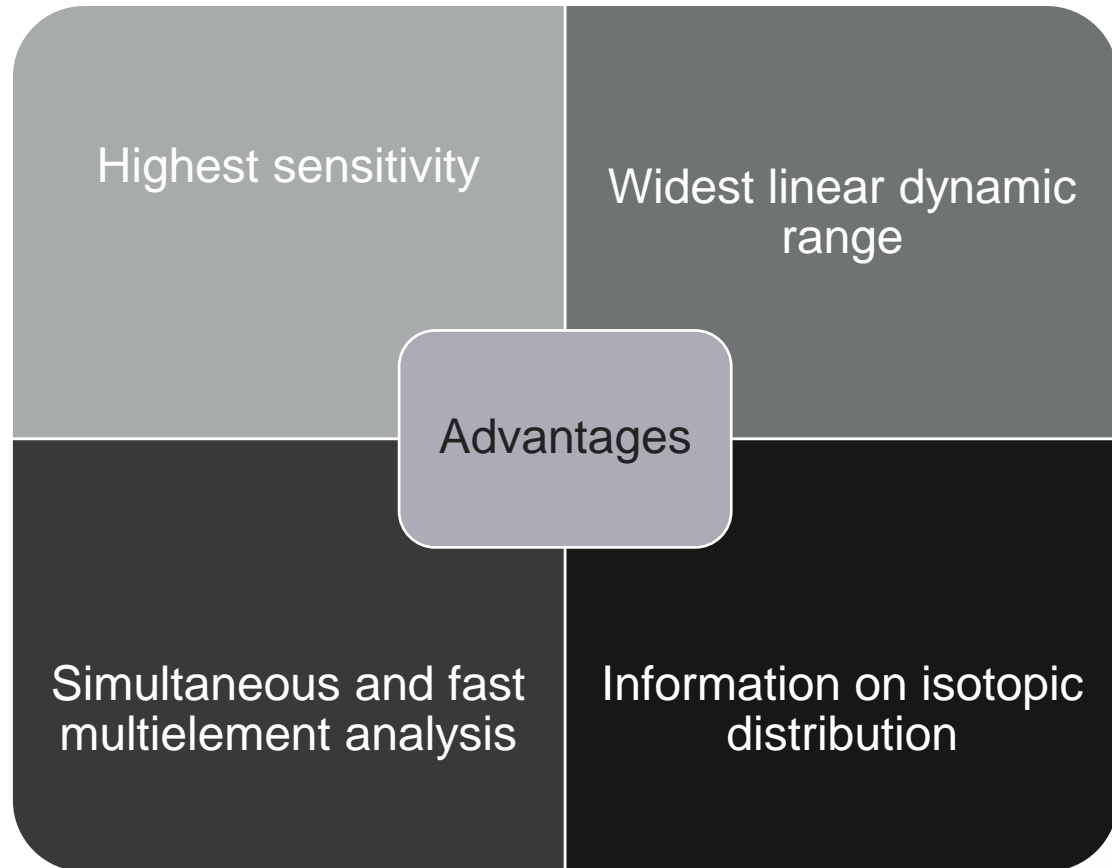 Highest sensitivity
Widest linear dynamic
range
Advantages
Simultaneous and fast
multielement analysis
Information on isotopic
distribution